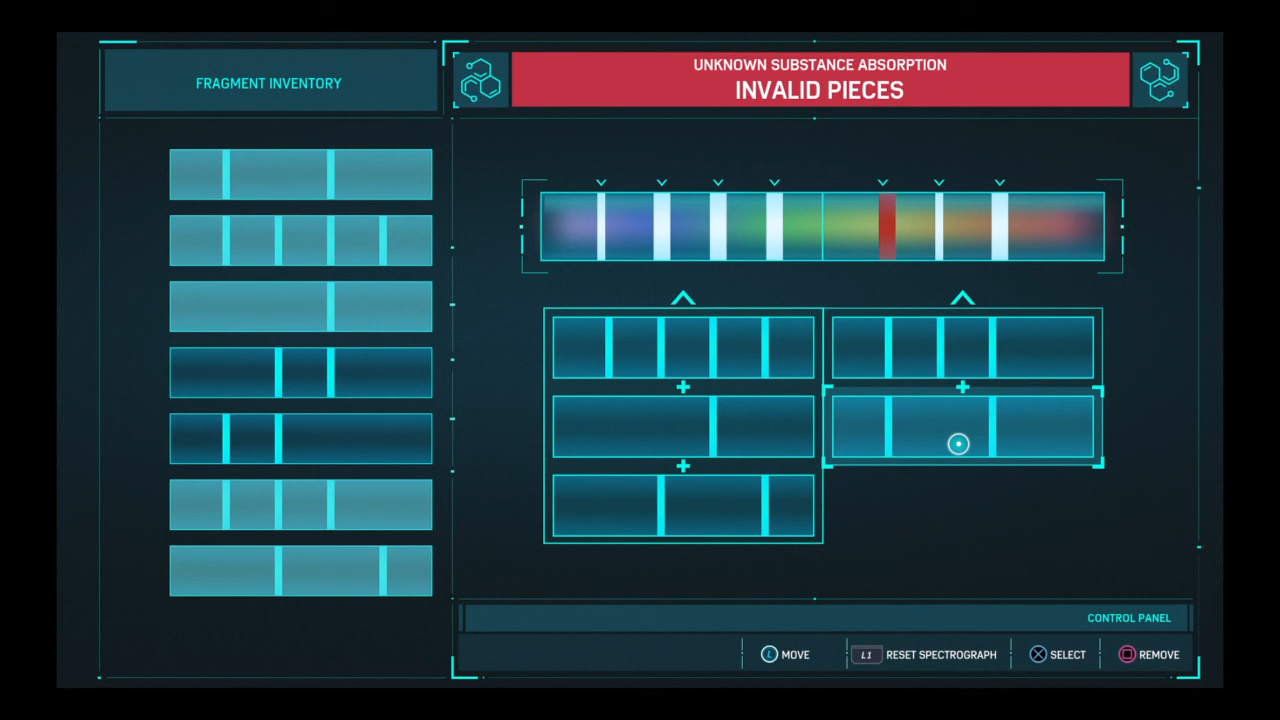 FRAGMENT INVENTORY
UNKNOWN SUBSTANCE ABSORPTION
INVALID PIECES
CONTROL PANEL
L MOVE
L1 RESET SPECTROGRAPH
SELECT
REMOVE